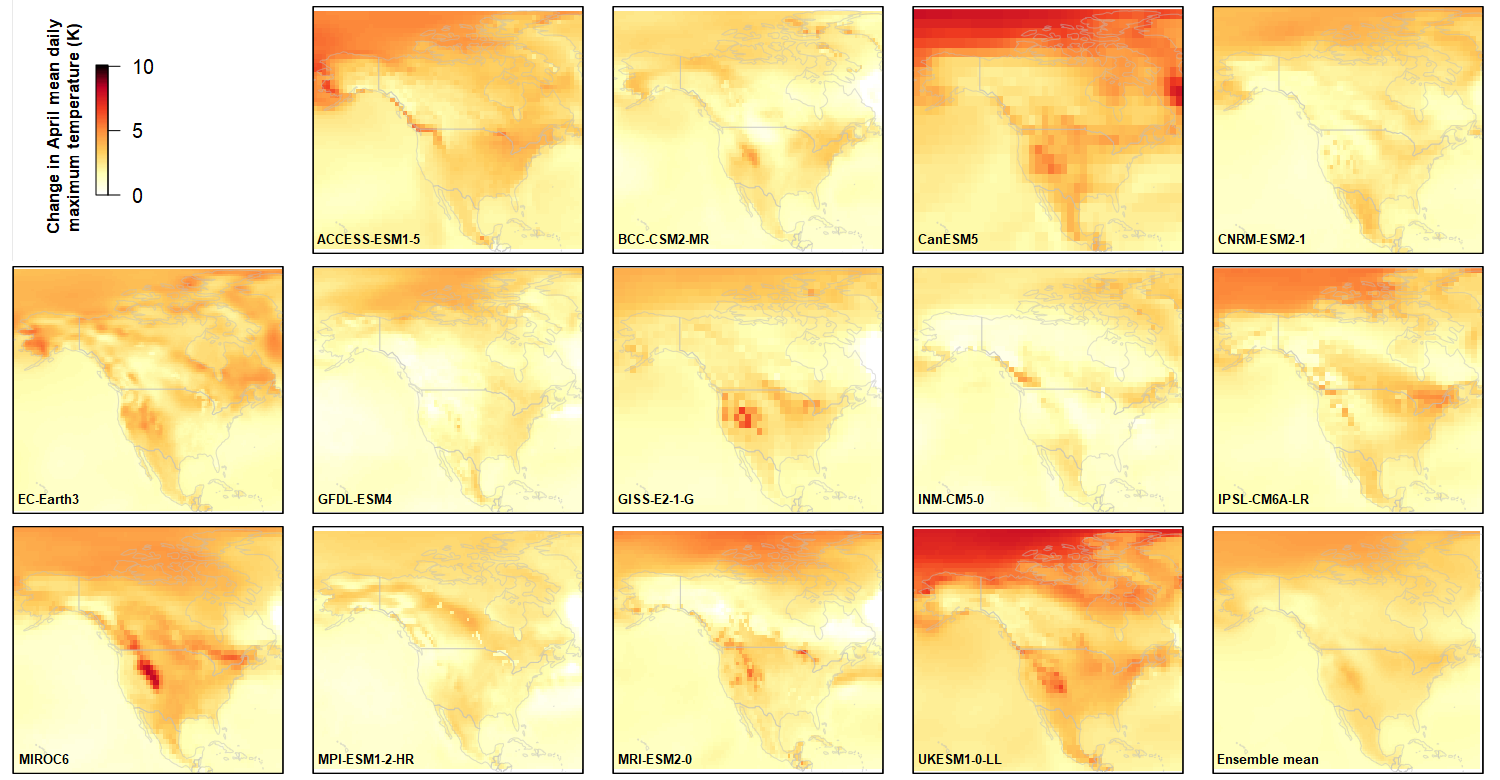 Change in April mean daily
maximum temperature (K)
10
5
0
ACCESS-ESM1-5
BCC-CSM2-MR
CanESM5
CNRM-ESM2-1
EC-Earth3
GFDL-ESM4
GISS-E2-1-G
INM-CM5-0
IPSL-CM6A-LR
MIROC6
MPI-ESM1-2-HR
MRI-ESM2-0
UKESM1-0-LL
Ensemble mean